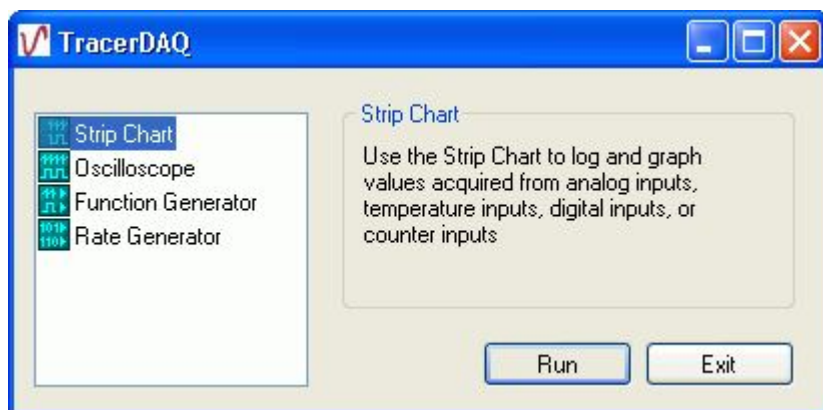 TracerDAQ
Strip Chart
Oscilloscope
Function Generator
Rate Generator
Strip Chart
Use the Strip Chart to log and graph
values acquired from analog inputs,
temperature inputs, digital inputs, or
counter inputs
Run
Exit